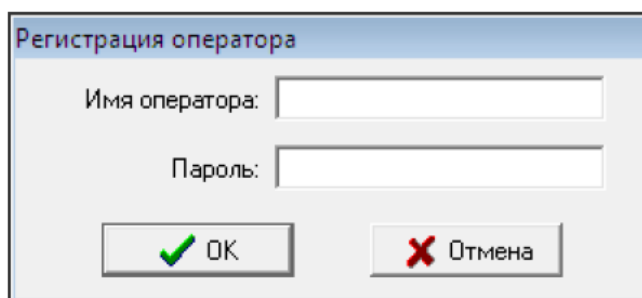 Регистрация оператора
Имя оператора:
Пароль:
OK
Отмена